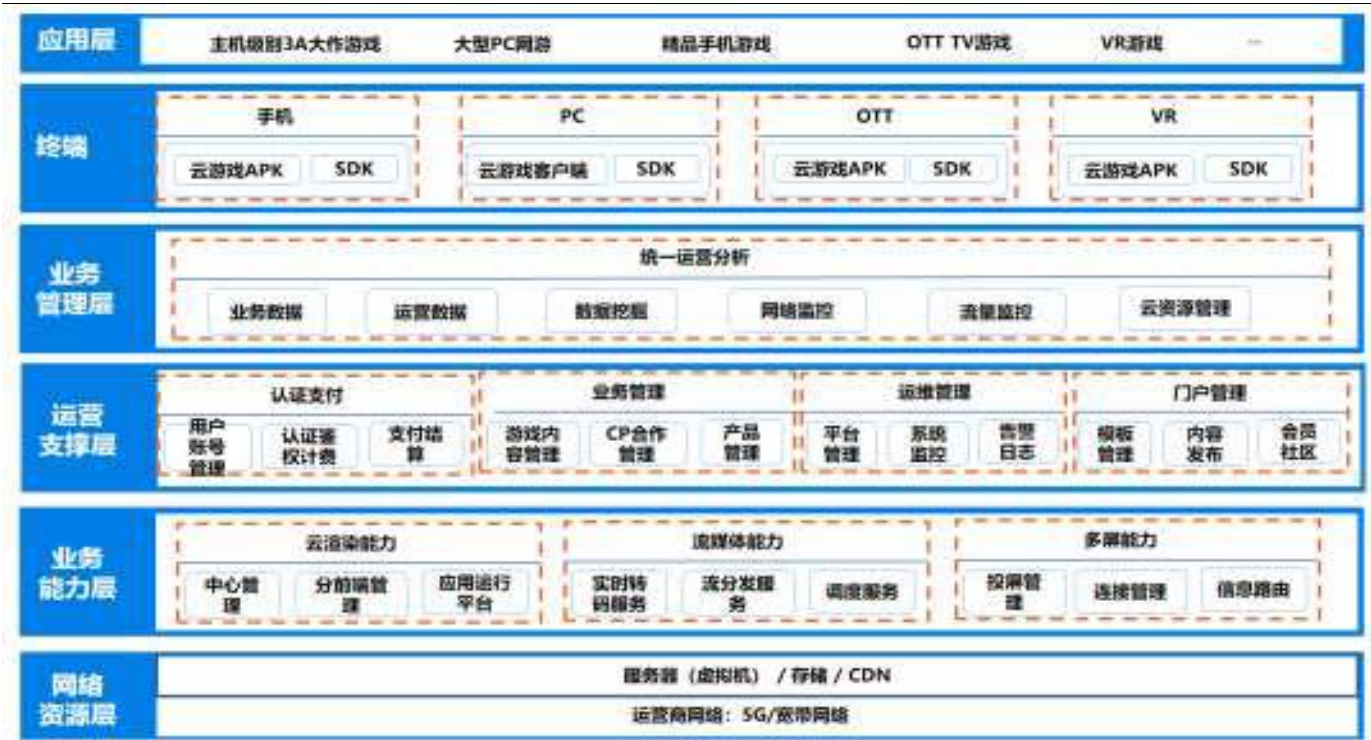 应用层
主机级别3A大作游戏 大型PC网游 精品手机游戏 OTT TV游戏 VR游戏 ...
终端
手机 PC OTT VR
云游戏APK SDK 云游戏客户端 SDK 云游戏APK SDK 云游戏APK SDK
业务
管理层
统一运营分析
业务数据 运营数据 数据挖掘 网络监控 流量监控 云资源管理
运营
支撑层
认证支付
用户
账号
管理
认证鉴
权计费
支付结
算
业务管理
游戏内
容管理
CP合作
管理
产品
管理
运维管理
平台
管理
系统
监控
告警
日志
门户管理
模板
管理
内容
发布
会员
社区
业务
能力层
云渲染能力
中心管
理
分前端管
理
应用运行
平台
流媒体能力
实时转
码服务
流分发服
务
调度服务
多屏能力
投屏管
理
连接管理
信息路由
网络
资源层
服务器（虚拟机） / 存储 / CDN
运营商网络：5G/宽带网络